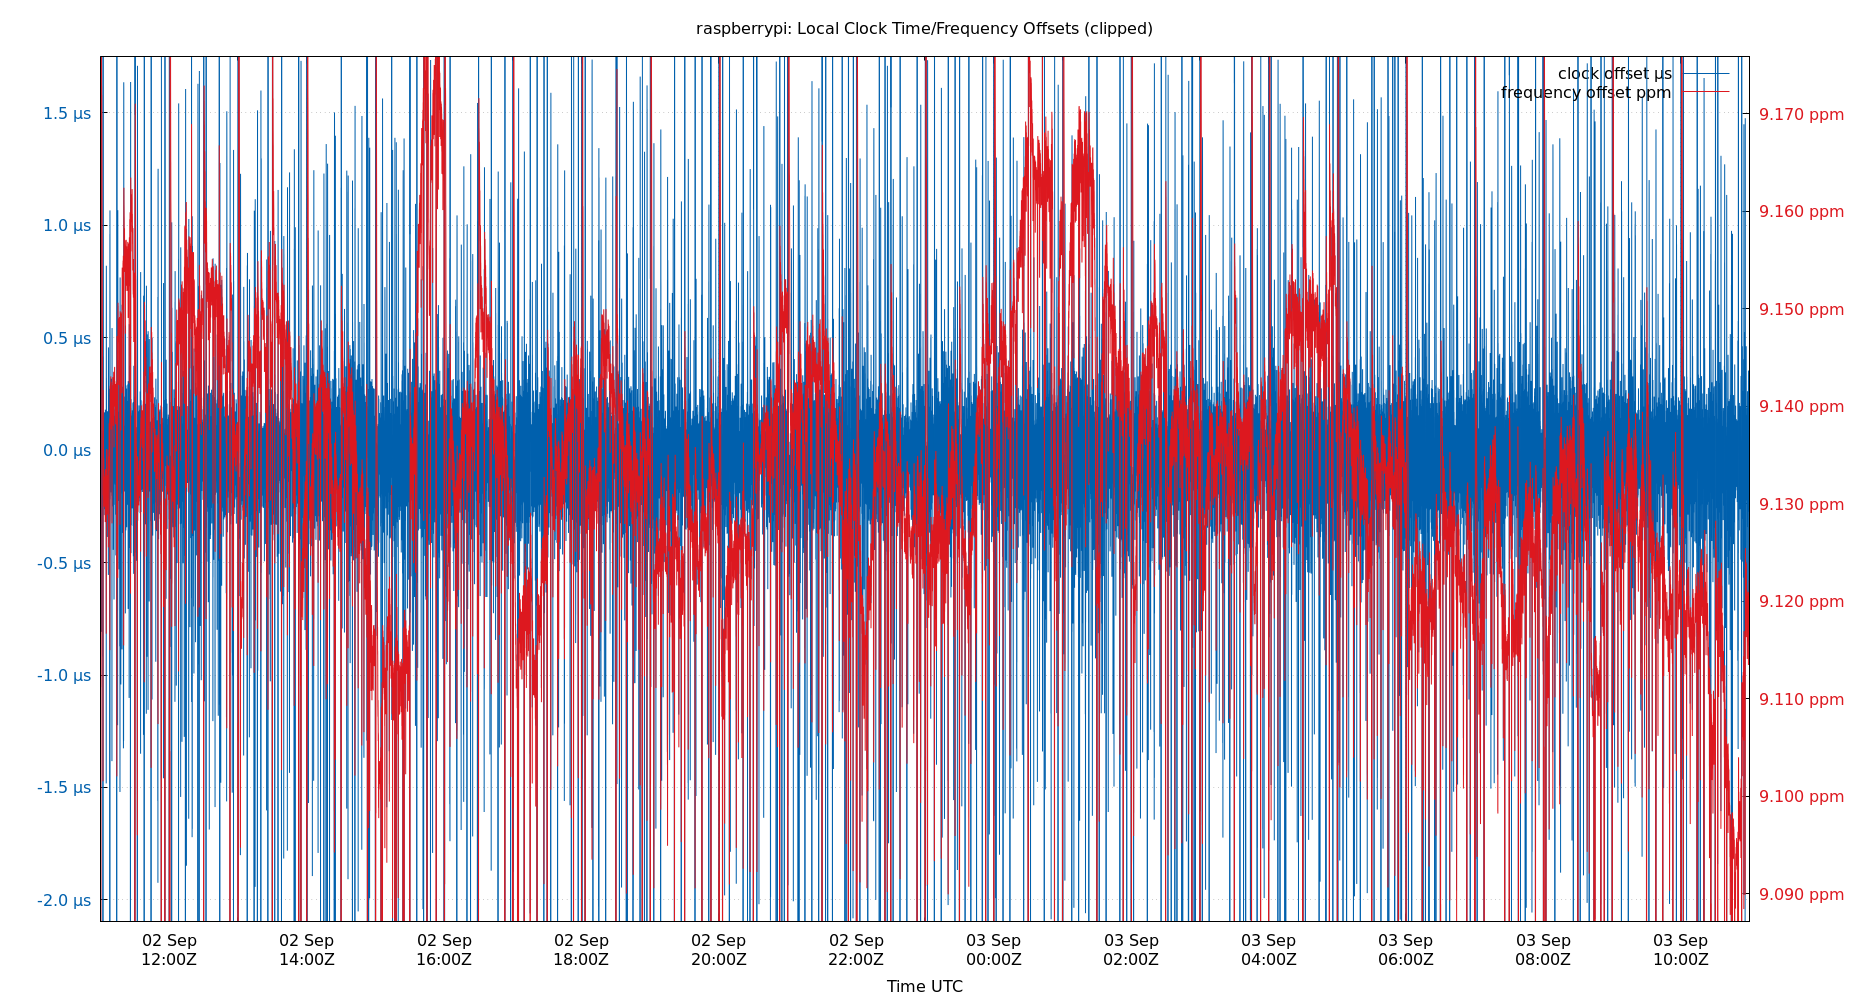 raspberrypi: Local Clock Time/Frequency Offsets (clipped)
clock offset µs
frequency offset ppm
1.5 µs
1.0 µs
0.5 µs
0.0 µs
-0.5 µs
-1.0 µs
-1.5 µs
-2.0 µs
9.170 ppm
9.160 ppm
9.150 ppm
9.140 ppm
9.130 ppm
9.120 ppm
9.110 ppm
9.100 ppm
9.090 ppm
02 Sep 02 Sep 02 Sep 02 Sep 02 Sep 02 Sep 03 Sep 03 Sep 03 Sep 03 Sep 03 Sep 03 Sep
12:00Z 14:00Z 16:00Z 18:00Z 20:00Z 22:00Z 00:00Z 02:00Z 04:00Z 06:00Z 08:00Z 10:00Z
Time UTC